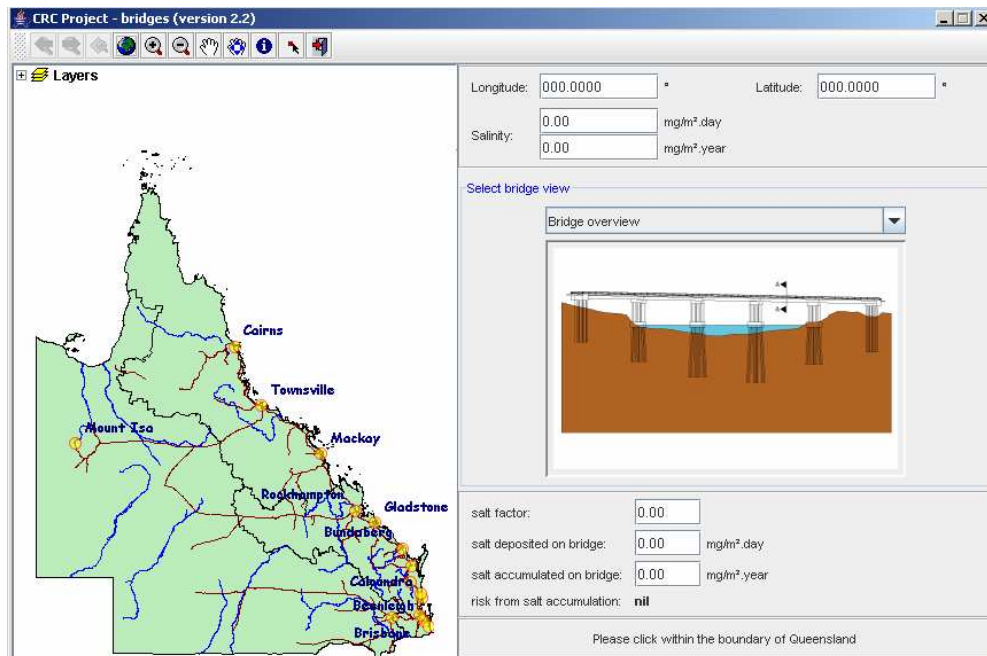 CRC Project - bridges (version 2.2)
Layers
Cairns
Townsville
Mount Isa
Mackay
Rockhampton
Gladstone
Bundaberg
Caloundra
Beenleigh
Brisbane
Longitude: 000.0000 ° Latitude: 000.0000 °
Salinity:
0.00 mg/m².day
0.00 mg/m².year
Select bridge view
Bridge overview
A
A
salt factor: 0.00
salt deposited on bridge: 0.00 mg/m².day
salt accumulated on bridge: 0.00 mg/m².year
risk from salt accumulation: nil
Please click within the boundary of Queensland